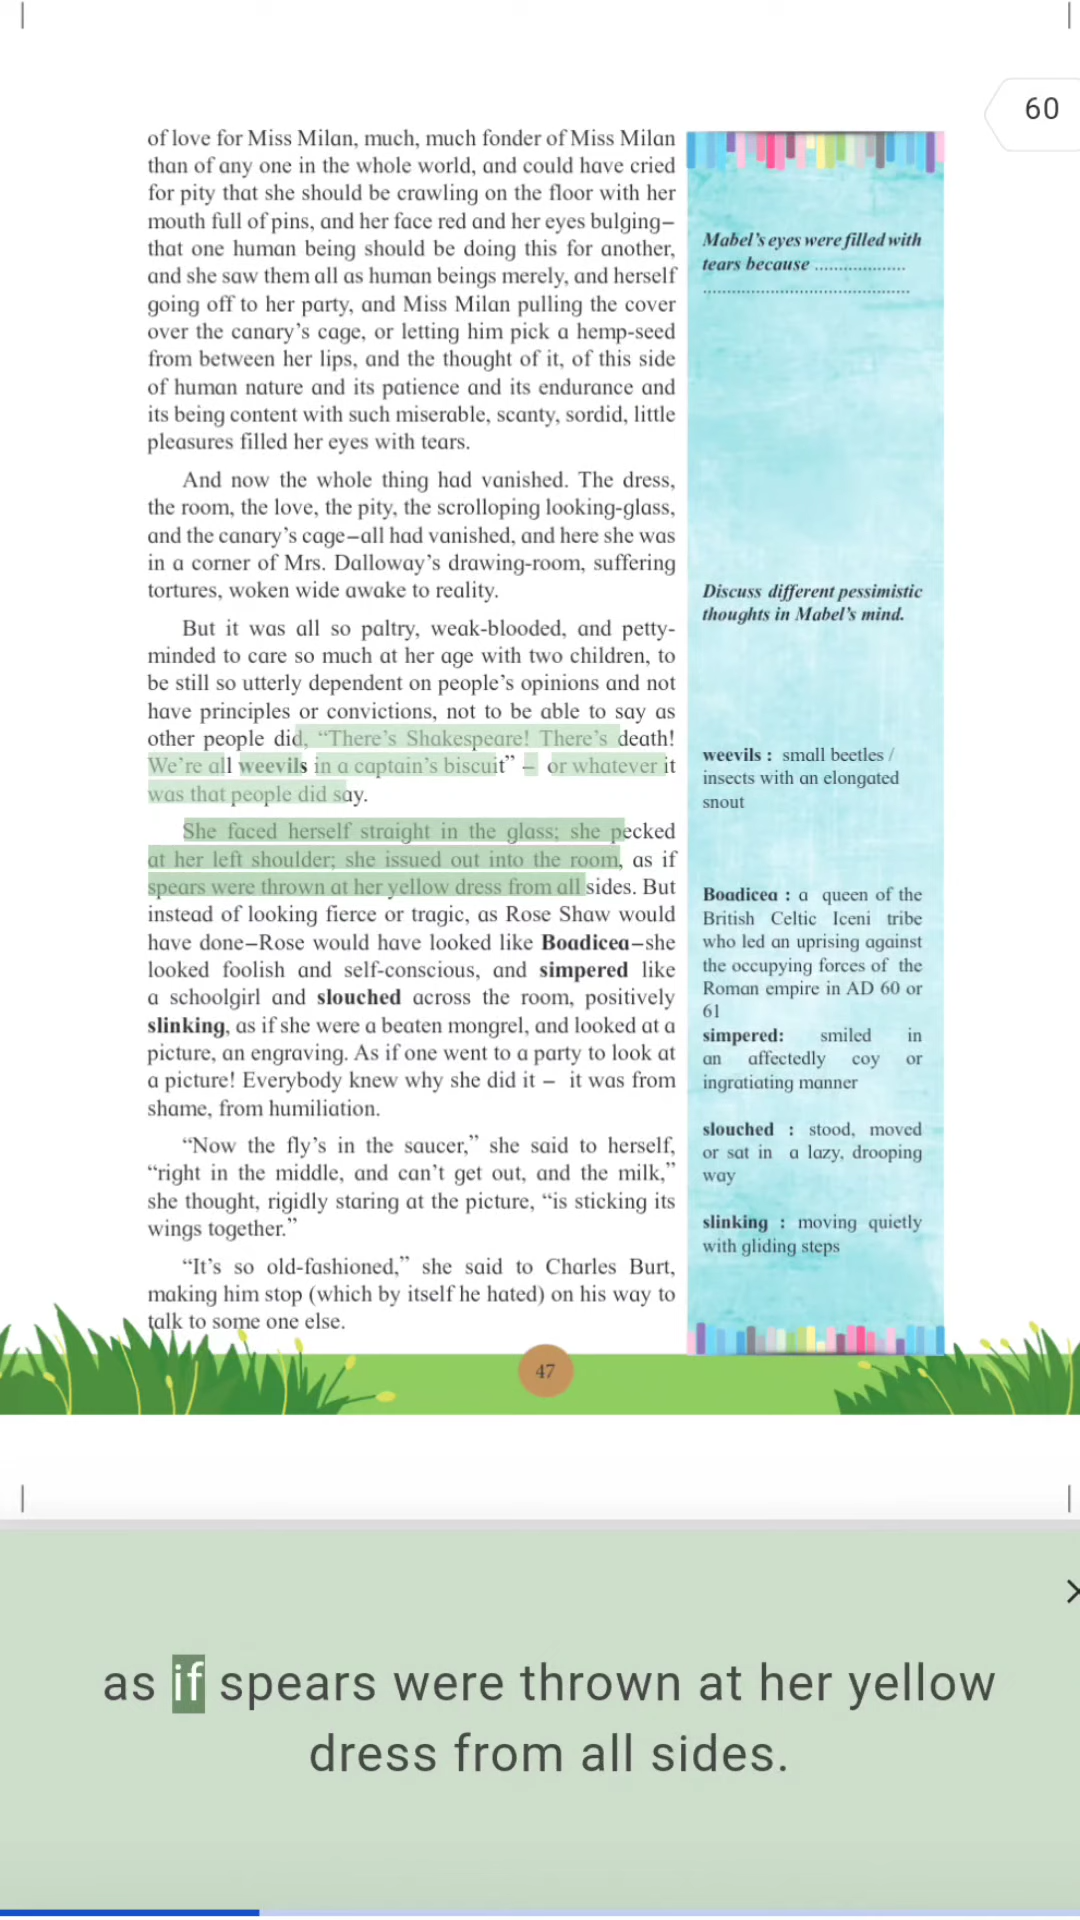 60
of love for Miss Milan, much, much fonder of Miss Milan
than of any one in the whole world, and could have cried
for pity that she should be crawling on the floor with her
mouth full of pins, and her face red and her eyes bulging–
that one human being should be doing this for another,
and she saw them all as human beings merely, and herself
going off to her party, and Miss Milan pulling the cover
over the canary’s cage, or letting him pick a hemp-seed
from between her lips, and the thought of it, of this side
of human nature and its patience and its endurance and
its being content with such miserable, scanty, sordid, little
pleasures filled her eyes with tears.
And now the whole thing had vanished. The dress,
the room, the love, the pity, the scrolloping looking-glass,
and the canary’s cage–all had vanished, and here she was
in a corner of Mrs. Dalloway’s drawing-room, suffering
tortures, woken wide awake to reality.
But it was all so paltry, weak-blooded, and petty-
minded to care so much at her age with two children, to
be still so utterly dependent on people’s opinions and not
have principles or convictions, not to be able to say as
other people did, “There’s Shakespeare! There’s death!
We’re all weevils in a captain’s biscuit” – or whatever it
was that people did say.
She faced herself straight in the glass; she pecked
at her left shoulder; she issued out into the room, as if
spears were thrown at her yellow dress from all sides. But
instead of looking fierce or tragic, as Rose Shaw would
have done–Rose would have looked like Boadicea–she
looked foolish and self-conscious, and simpered like
a schoolgirl and slouched across the room, positively
slinking, as if she were a beaten mongrel, and looked at a
picture, an engraving. As if one went to a party to look at
a picture! Everybody knew why she did it – it was from
shame, from humiliation.
“Now the fly’s in the saucer,” she said to herself,
“right in the middle, and can’t get out, and the milk,”
she thought, rigidly staring at the picture, “is sticking its
wings together.”
“It’s so old-fashioned,” she said to Charles Burt,
making him stop (which by itself he hated) on his way to
talk to some one else.
Mabel’s eyes were filled with
tears because ...................
...........................................
Discuss different pessimistic
thoughts in Mabel’s mind.
weevils : small beetles /
insects with an elongated
snout
Boadicea : a queen of the
British Celtic Iceni tribe
who led an uprising against
the occupying forces of the
Roman empire in AD 60 or
61
simpered: smiled in
an affectedly coy or
ingratiating manner
slouched : stood, moved
or sat in a lazy, drooping
way
slinking : moving quietly
with gliding steps
47
as if spears were thrown at her yellow
dress from all sides.